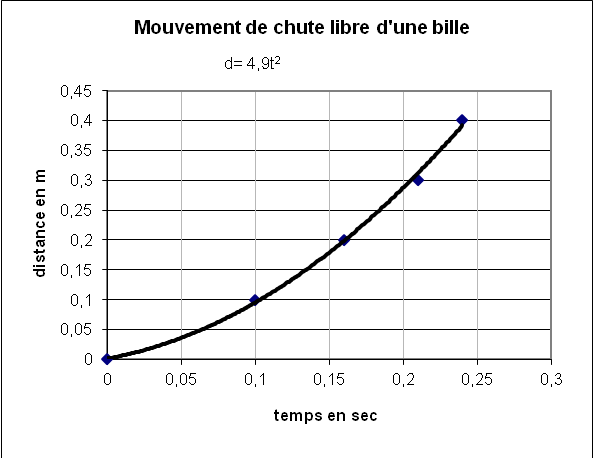 Mouvement de chute libre d'une bille
d= 4,9t²
0,45
0,4
0,35
0,3
0,25
0,2
0,15
0,1
0,05
0
distance en m
0 0,05 0,1 0,15 0,2 0,25 0,3
temps en sec